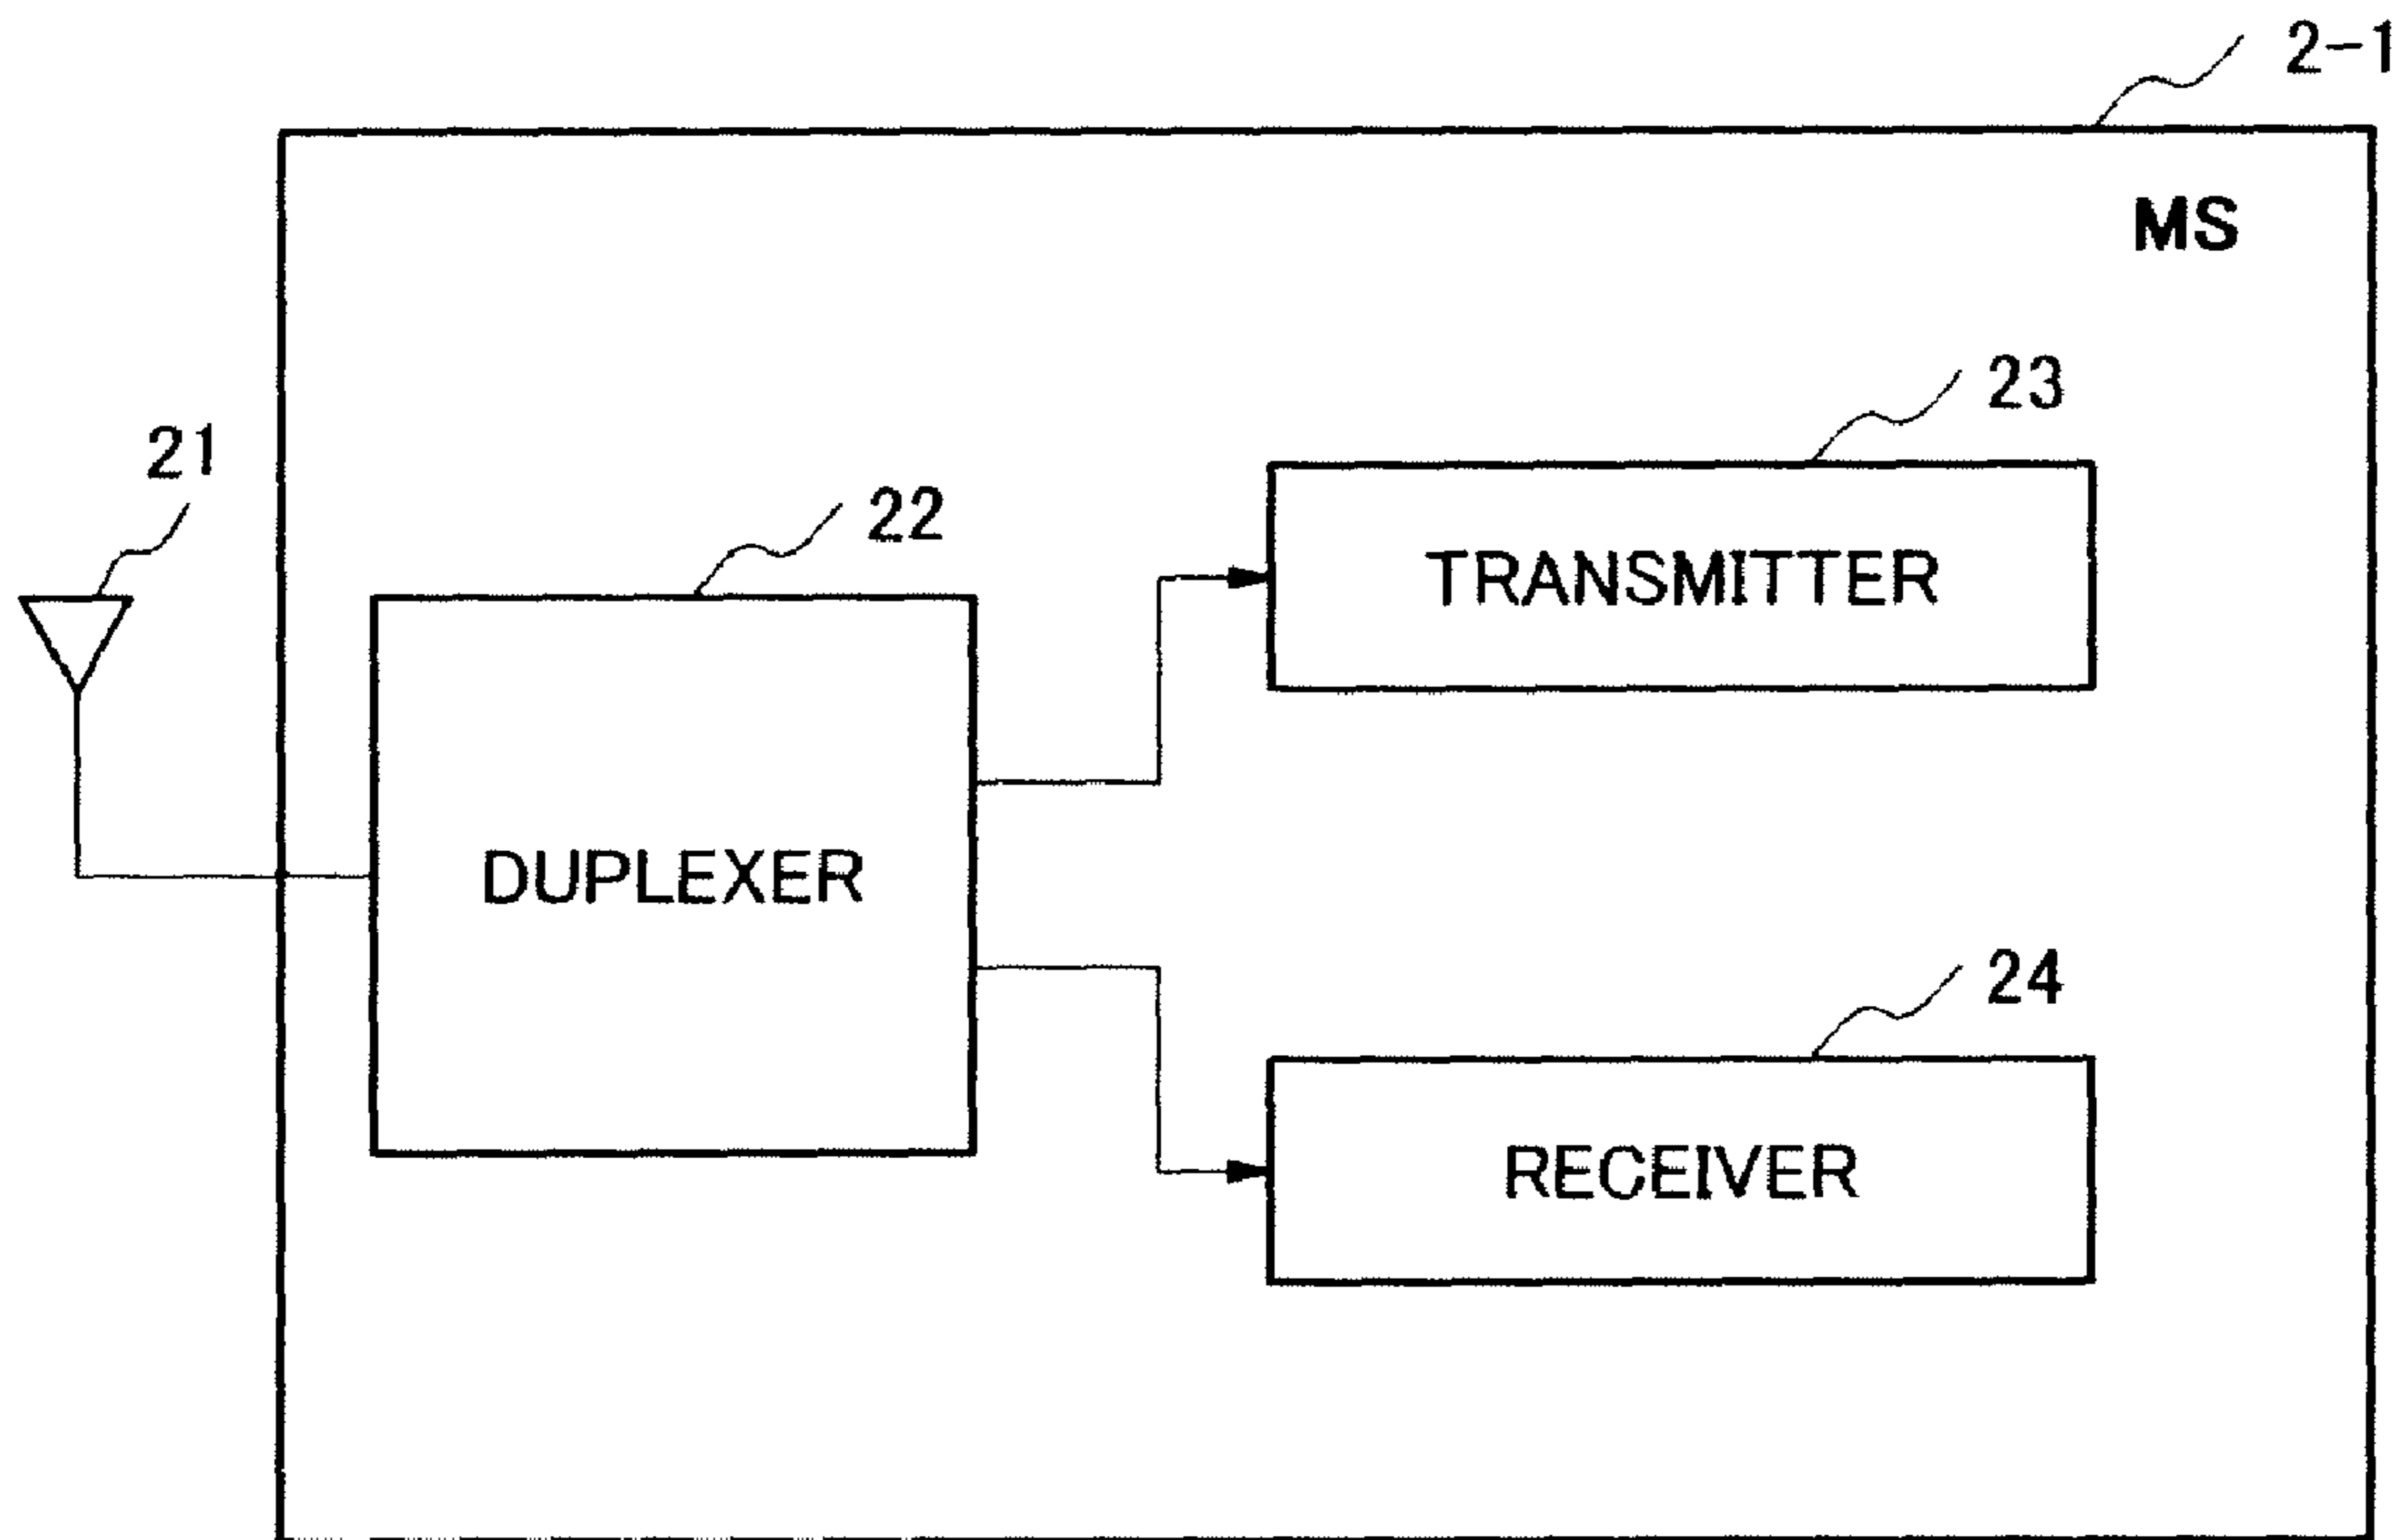 2-1
MS
23
21
22
TRANSMITTER
DUPLEXER
24
RECEIVER